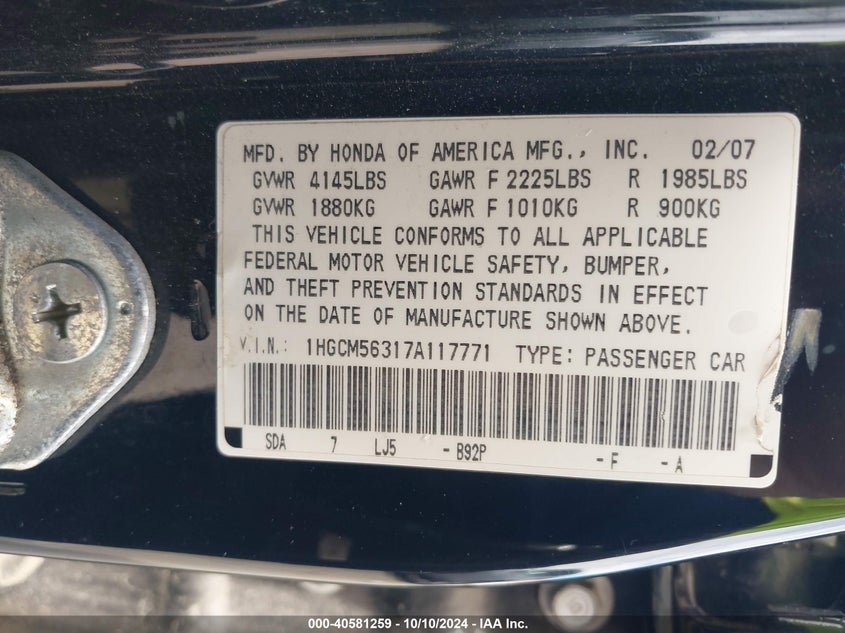 MFD. BY HONDA OF AMERICA MFG., INC. 02/07
GVWR 4145LBS GAWR F 2225LBS R 1985LBS
GVWR 1880KG GAWR F 1010KG R 900KG
THIS VEHICLE CONFORMS TO ALL APPLICABLE
FEDERAL MOTOR VEHICLE SAFETY, BUMPER,
AND THEFT PREVENTION STANDARDS IN EFFECT
ON THE DATE OF MANUFACTURE SHOWN ABOVE.
V.I.N.: 1HGCM56317A117771 TYPE: PASSENGER CAR
SDA 7 LJ5 - B92P - F - A
000-40581259 - 10/10/2024 - IAA Inc.